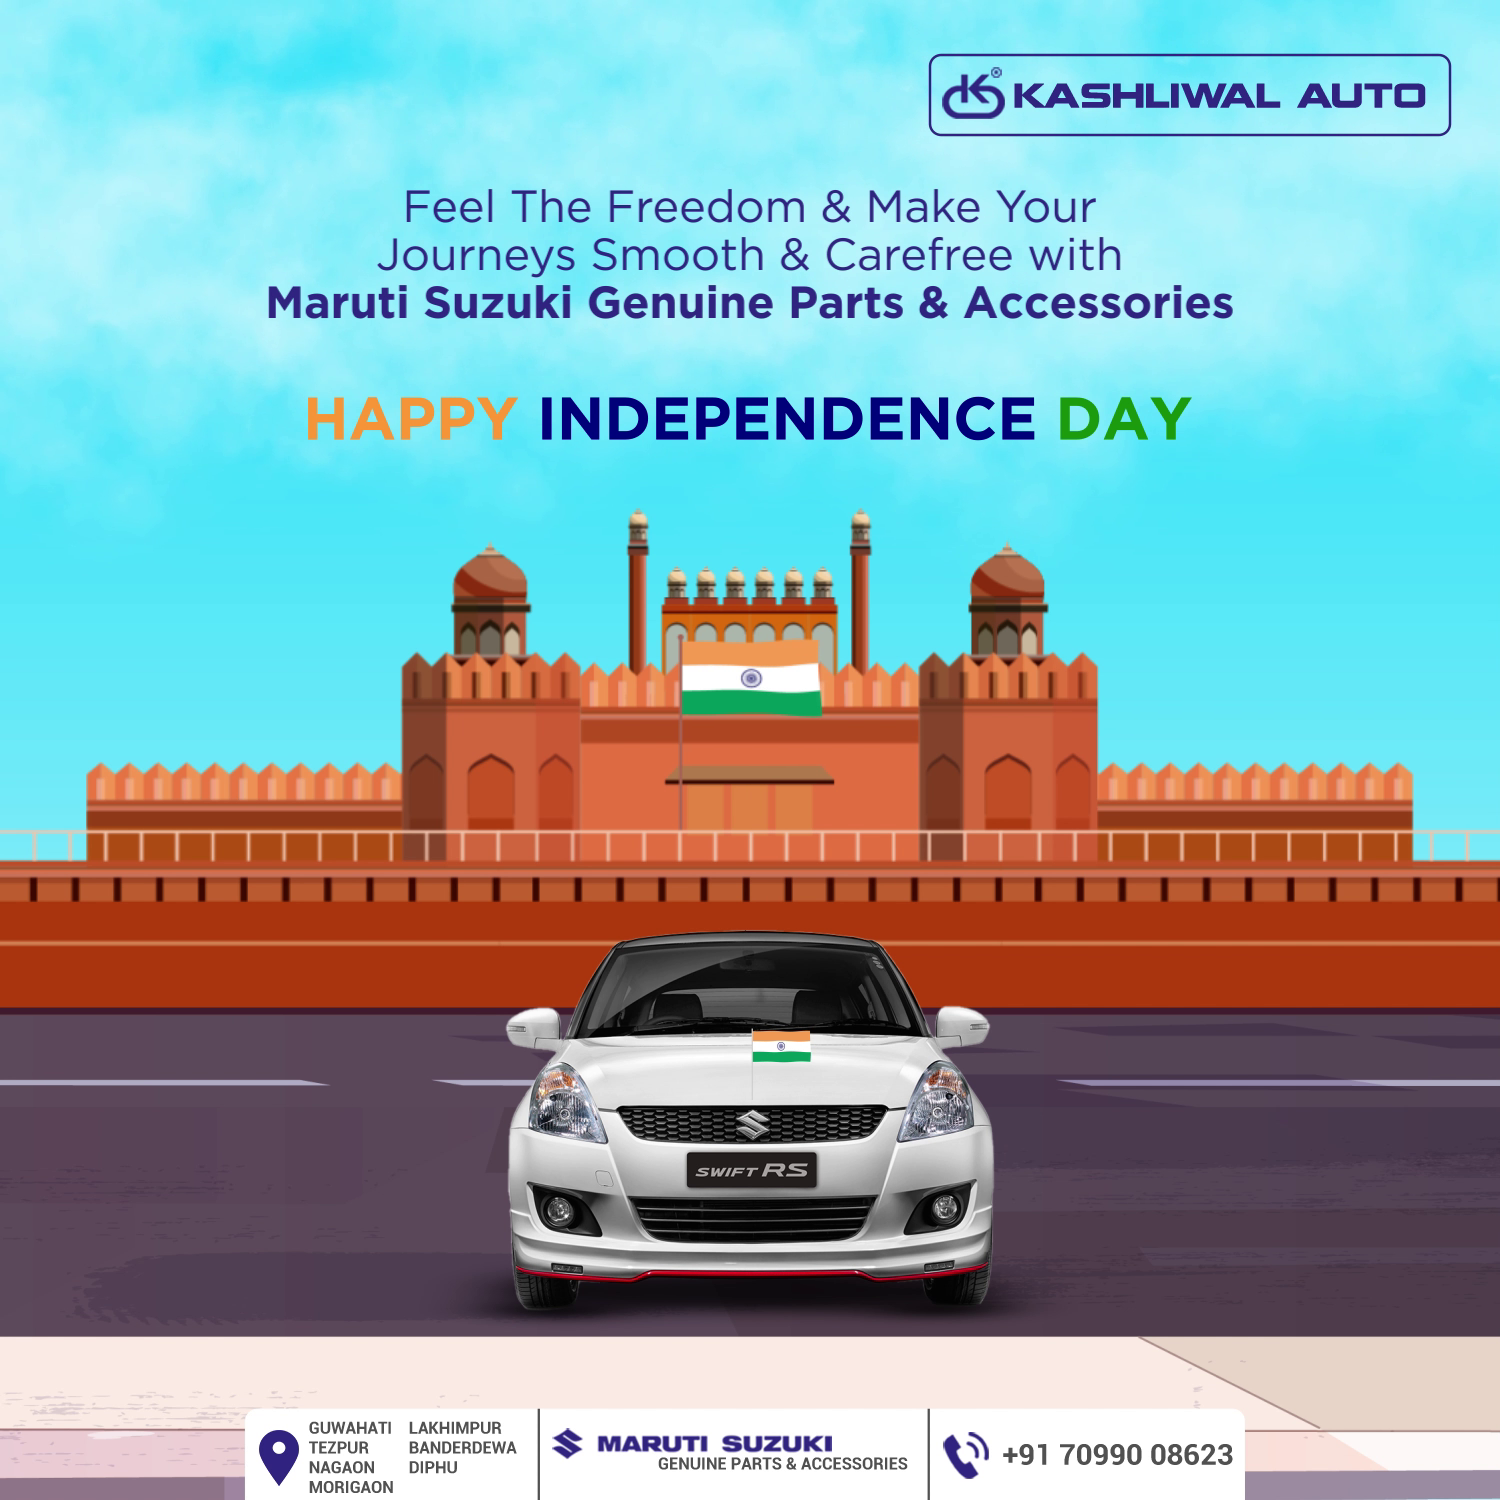 KASHLIWAL AUTO
Feel The Freedom & Make Your
Journeys Smooth & Carefree with
Maruti Suzuki Genuine Parts & Accessories
HAPPY INDEPENDENCE DAY
SWIFT RS
GUWAHATI
TEZPUR
NAGAON
MORIGAON
LAKHIMPUR
BANDERDEWA
DIPHU
MARUTI SUZUKI
GENUINE PARTS & ACCESSORIES
+91 70990 08623